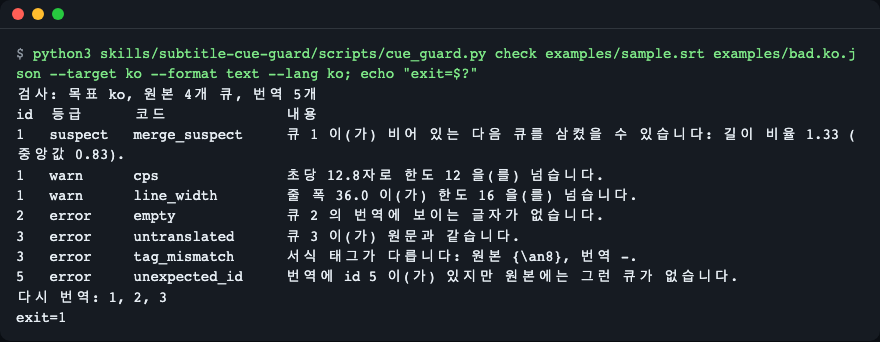 $ python3 skills/subtitle-cue-guard/scripts/cue_guard.py check examples/sample.srt examples/bad.ko.j
son --target ko --format text --lang ko; echo "exit=$?"
검사: 목표 ko, 원본 4개 큐, 번역 5개
id 등급 코드 내용
1 suspect merge_suspect 큐 1 이(가) 비어 있는 다음 큐를 삼켰을 수 있습니다: 길이 비율 1.33 (
중앙값 0.83).
1 warn cps 초당 12.8자로 한도 12 을(를) 넘습니다.
1 warn line_width 줄 폭 36.0 이(가) 한도 16 을(를) 넘습니다.
2 error empty 큐 2 의 번역에 보이는 글자가 없습니다.
3 error untranslated 큐 3 이(가) 원문과 같습니다.
3 error tag_mismatch 서식 태그가 다릅니다: 원본 {\an8}, 번역 -.
5 error unexpected_id 번역에 id 5 이(가) 있지만 원본에는 그런 큐가 없습니다.
다시 번역: 1, 2, 3
exit=1